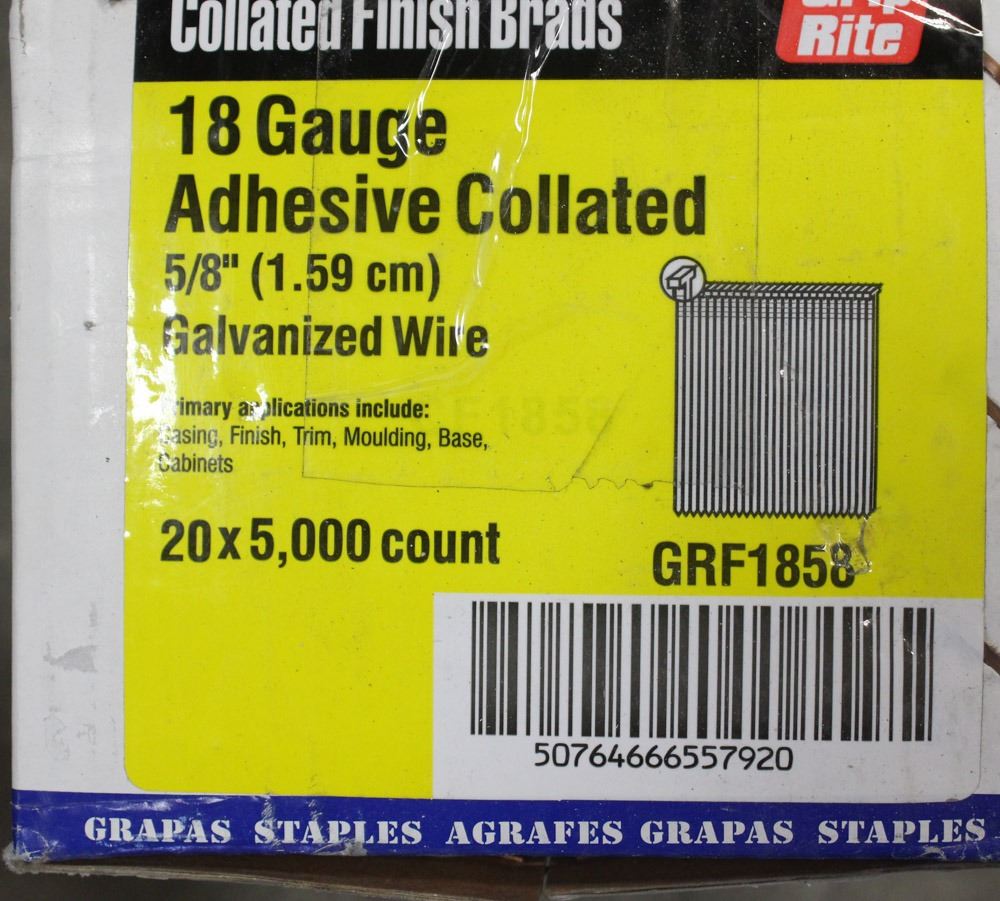 Collated Finish Brads
Grip
Rite
18 Gauge
Adhesive Collated
5/8" (1.59 cm)
Galvanized Wire
Primary applications include:
Casing, Finish, Trim, Moulding, Base,
Cabinets
20 x 5,000 count
GRF1858
50764666557920
GRAPAS STAPLES AGRAFES GRAPAS STAPLES